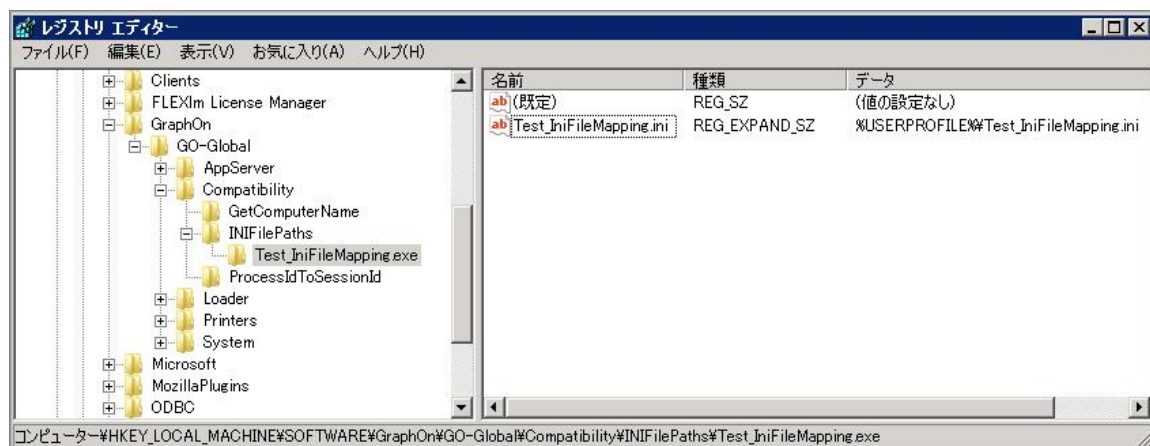 レジストリ エディター
ファイル(F) 編集(E) 表示(V) お気に入り(A) ヘルプ(H)
Clients
FLEXlm License Manager
GraphOn
GO-Global
AppServer
Compatibility
GetComputerName
INIFilePaths
Test_IniFileMapping.exe
ProcessIdToSessionId
Loader
Printers
System
Microsoft
MozillaPlugins
ODBC
名前 種類 データ
ab (既定) REG_SZ (値の設定なし)
ab Test_IniFileMapping.ini REG_EXPAND_SZ %USERPROFILE%¥Test_IniFileMapping.ini
コンピューター¥HKEY_LOCAL_MACHINE¥SOFTWARE¥GraphOn¥GO-Global¥Compatibility¥INIFilePaths¥Test_IniFileMapping.exe